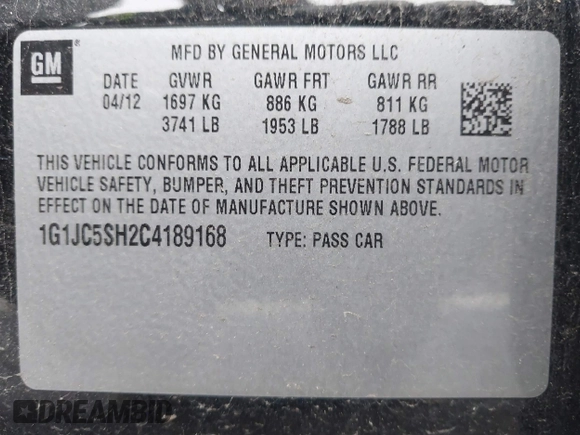 GM ®
MFD BY GENERAL MOTORS LLC
DATE GVWR GAWR FRT GAWR RR
04/12 1697 KG 886 KG 811 KG
3741 LB 1953 LB 1788 LB
THIS VEHICLE CONFORMS TO ALL APPLICABLE U.S. FEDERAL MOTOR
VEHICLE SAFETY, BUMPER, AND THEFT PREVENTION STANDARDS IN
EFFECT ON THE DATE OF MANUFACTURE SHOWN ABOVE.
1G1JC5SH2C4189168 TYPE: PASS CAR
DREAMBID